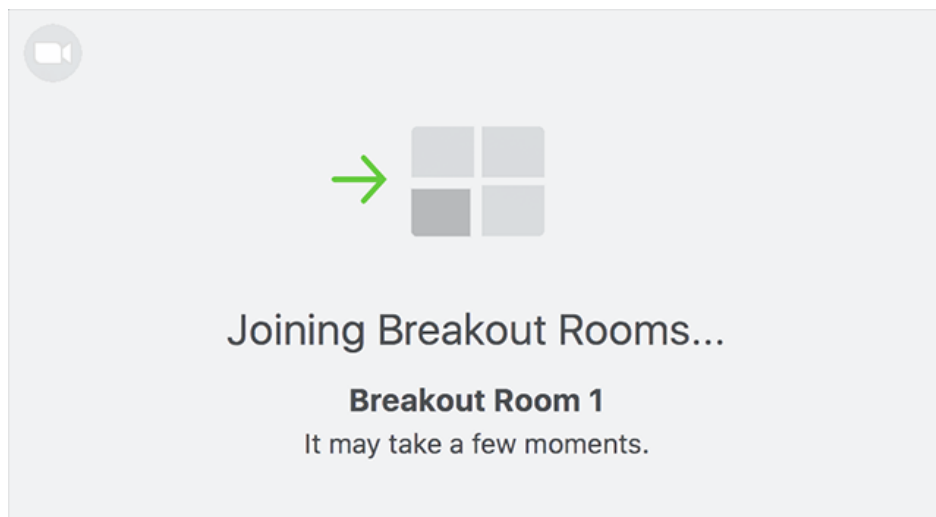 Joining Breakout Rooms...
Breakout Room 1
It may take a few moments.